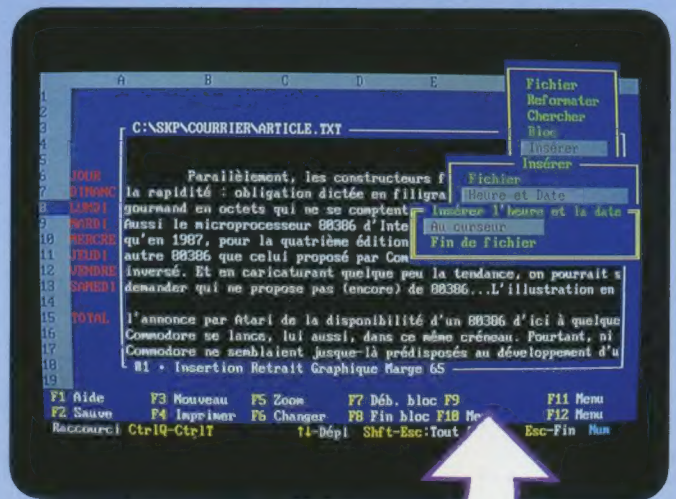 A B C D E
1
2
3
4
5
6 JOUR
7 DIMANC
8 LUNDI
9 MARDI
10 MERCRE
11 JEUDI
12 VENDRE
13 SAMEDI
14
15 TOTAL
16
17
18
19
C:\SKP\COURRIER\ARTICLE.TXT
Parallèlement, les constructeurs f
la rapidité : obligation dictée en filigra
gourmand en octets qui ne se comptent
Aussi le microprocesseur 80386 d'Inte
qu'en 1987, pour la quatrième édition
autre 80386 que celui proposé par Com
inversé. Et en caricaturant quelque peu la tendance, on pourrait s
demander qui ne propose pas (encore) de 80386...L'illustration en
l'annonce par Atari de la disponibilité d'un 80386 d'ici à quelque
Commodore se lance, lui aussi, dans ce même créneau. Pourtant, ni
Commodore ne semblaient jusque-là prédisposés au développement d'u
01 • Insertion Retrait Graphique Marge 65
Fichier
Reformater
Chercher
Bloc
Insérer
Insérer
Fichier
Heure et Date
Insérer l'heure et la date
Au curseur
Fin de fichier
F1 Aide F3 Nouveau F5 Zoom F7 Déb. bloc F9 F11 Menu
F2 Sauve F4 Imprimer F6 Changer F8 Fin bloc F10 Me F12 Menu
Raccourci CtrlQ-CtrlT ↑↓-Dépl Shft-Esc:Tout Esc-Fin Num